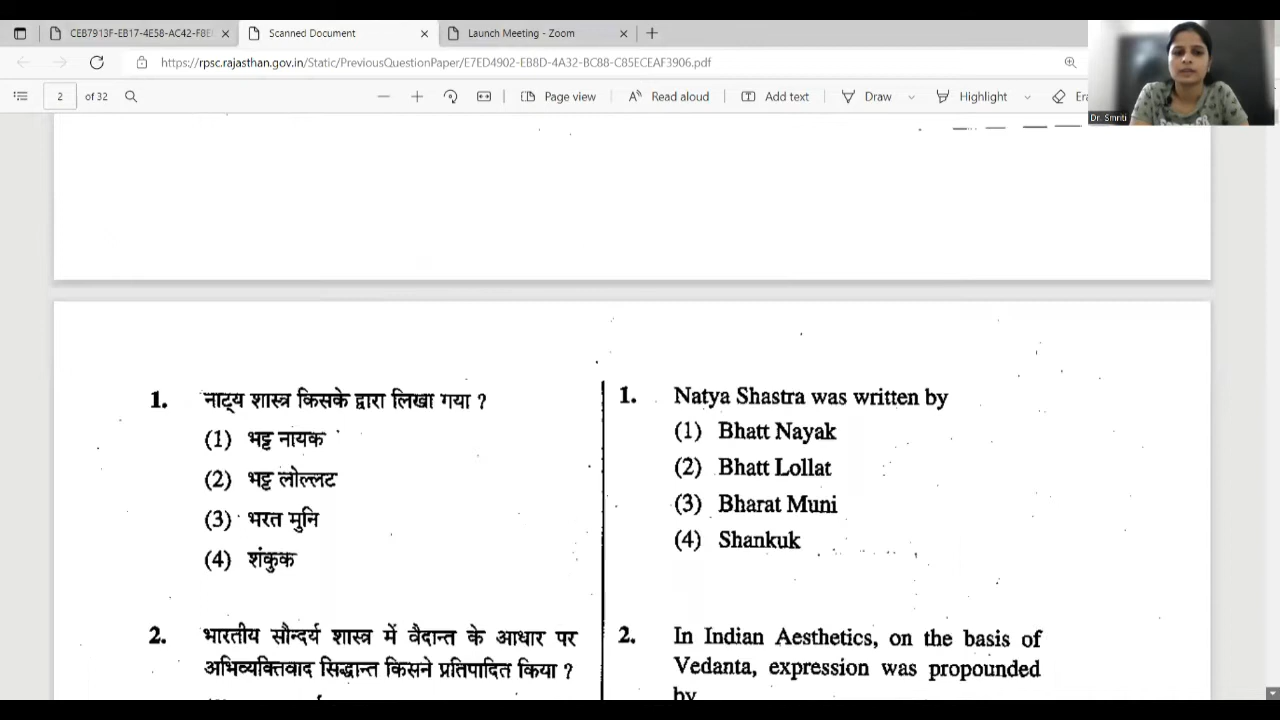 CEB7913F-EB17-4E58-AC42-F8E
Scanned Document
Launch Meeting - Zoom
https://rpsc.rajasthan.gov.in/Static/PreviousQuestionPaper/E7ED4902-EB8D-4A32-BC88-C85ECEAF3906.pdf
2 of 32
Page view
Read aloud
Add text
Draw
Highlight
Era
Dr. Smriti
1. नाट्य शास्त्र किसके द्वारा लिखा गया ?
(1) भट्ट नायक
(2) भट्ट लोल्लट
(3) भरत मुनि
(4) शंकुक
2. भारतीय सौन्दर्य शास्त्र में वैदान्त के आधार पर
अभिव्यक्तिवाद सिद्धान्त किसने प्रतिपादित किया ?
1. Natya Shastra was written by
(1) Bhatt Nayak
(2) Bhatt Lollat
(3) Bharat Muni
(4) Shankuk
2. In Indian Aesthetics, on the basis of
Vedanta, expression was propounded
by